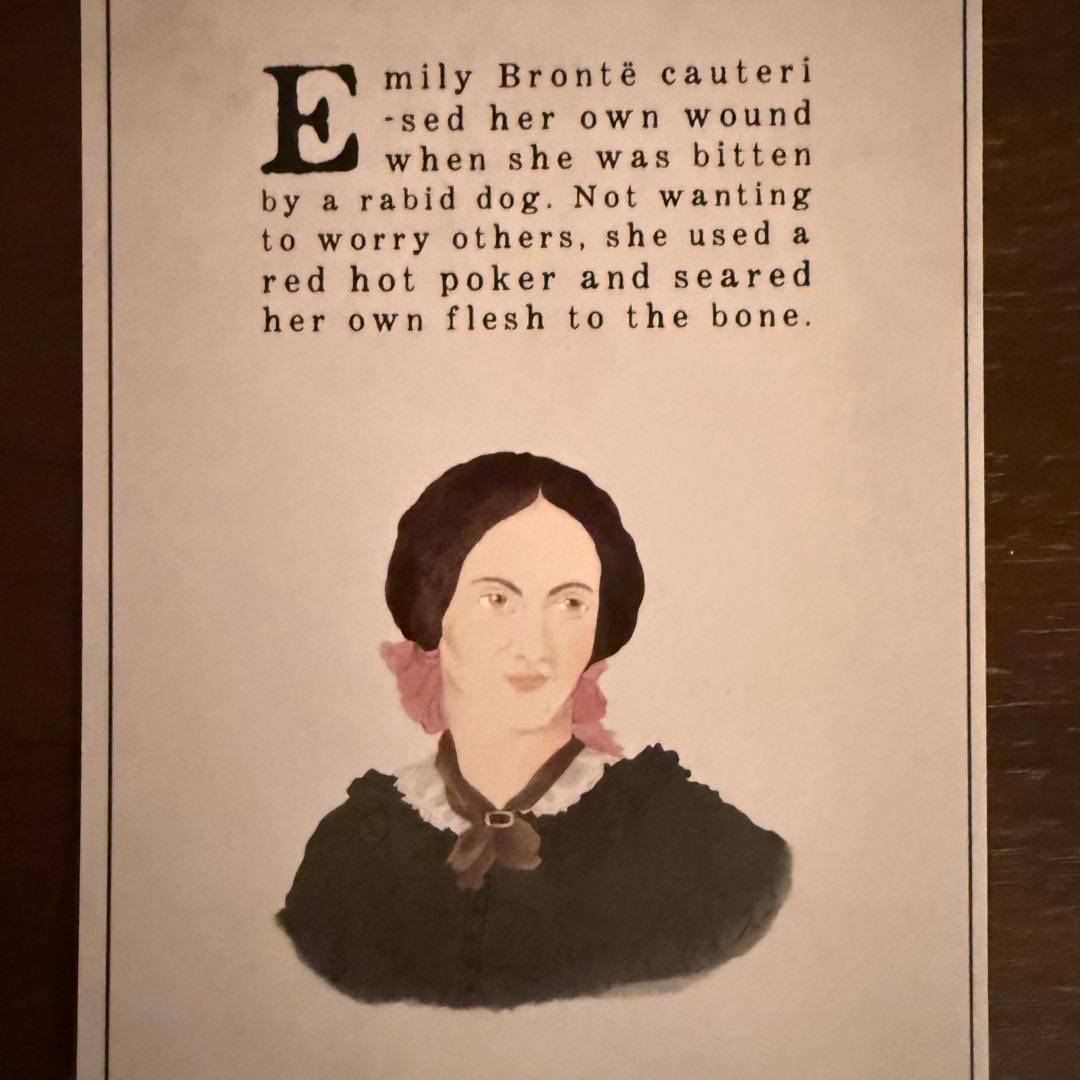 Emily Brontë cauteri
-sed her own wound
when she was bitten
by a rabid dog. Not wanting
to worry others, she used a
red hot poker and seared
her own flesh to the bone.